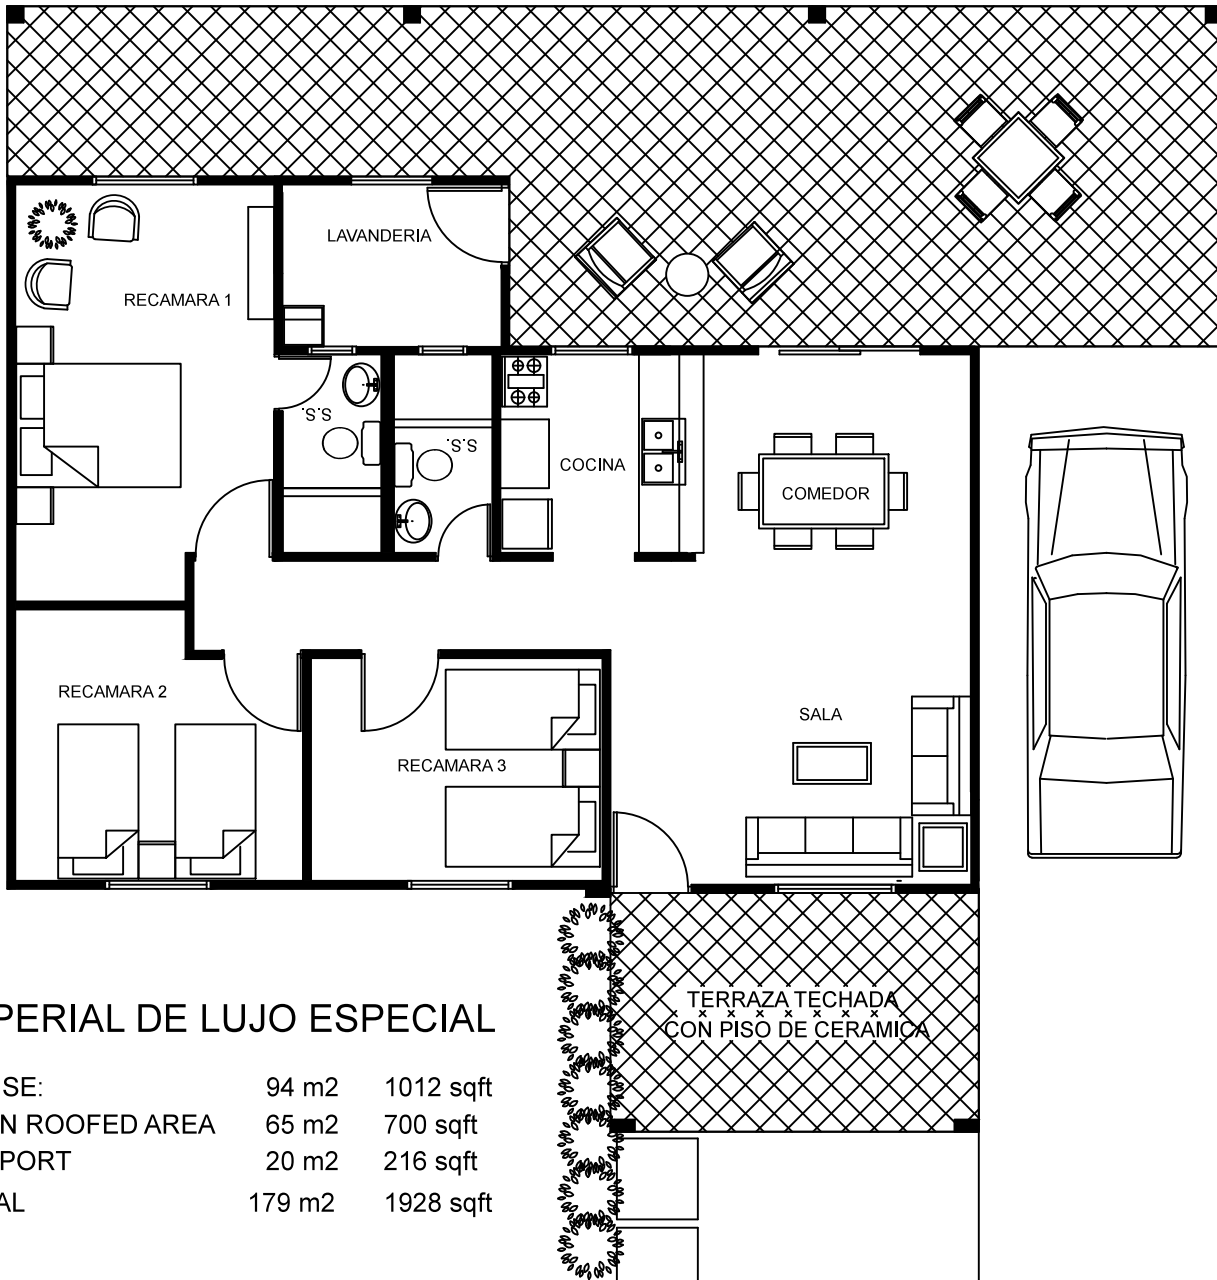 LAVANDERIA
RECAMARA 1
S.S.
S.S.
COCINA
COMEDOR
RECAMARA 2
SALA
RECAMARA 3
TERRAZA TECHADA
CON PISO DE CERAMICA
PERIAL DE LUJO ESPECIAL
SE: 94 m2 1012 sqft
N ROOFED AREA 65 m2 700 sqft
PORT 20 m2 216 sqft
AL 179 m2 1928 sqft